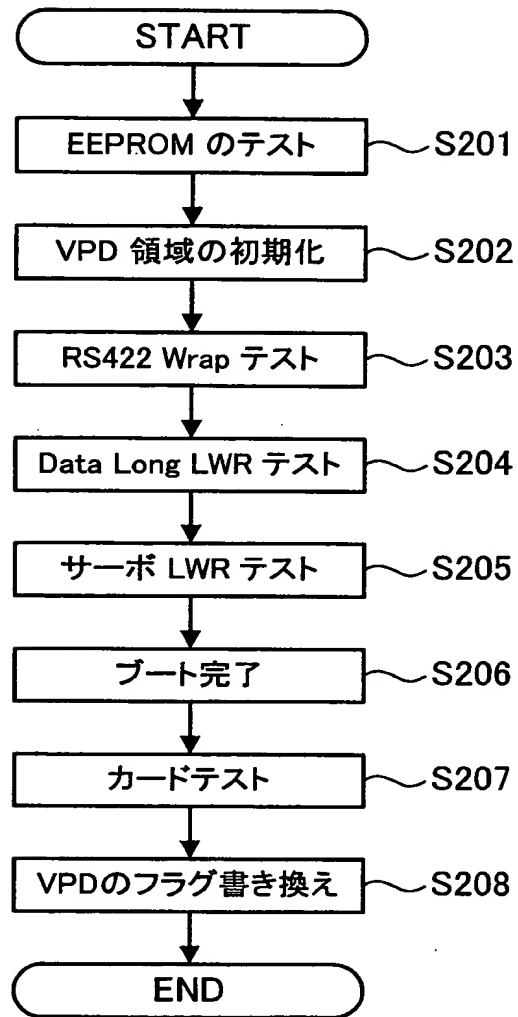 START
EEPROM のテスト S201
VPD 領域の初期化 S202
RS422 Wrap テスト S203
Data Long LWR テスト S204
サーボ LWR テスト S205
ブート完了 S206
カードテスト S207
VPDのフラグ書き換え S208
END